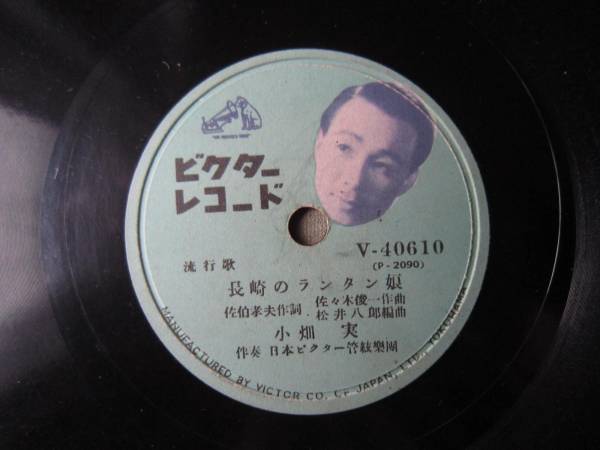 "HIS MASTER'S VOICE"
ビクター
レコード
V-40610
(P-2090)
流行歌
長崎のランタン娘
佐伯孝夫作詞・佐々木俊一作曲
松井八郎編曲
小畑 実
伴奏 日本ビクター管絃樂團
MANUFACTURED BY VICTOR CO. OF JAPAN, LTD., YOKOHAMA